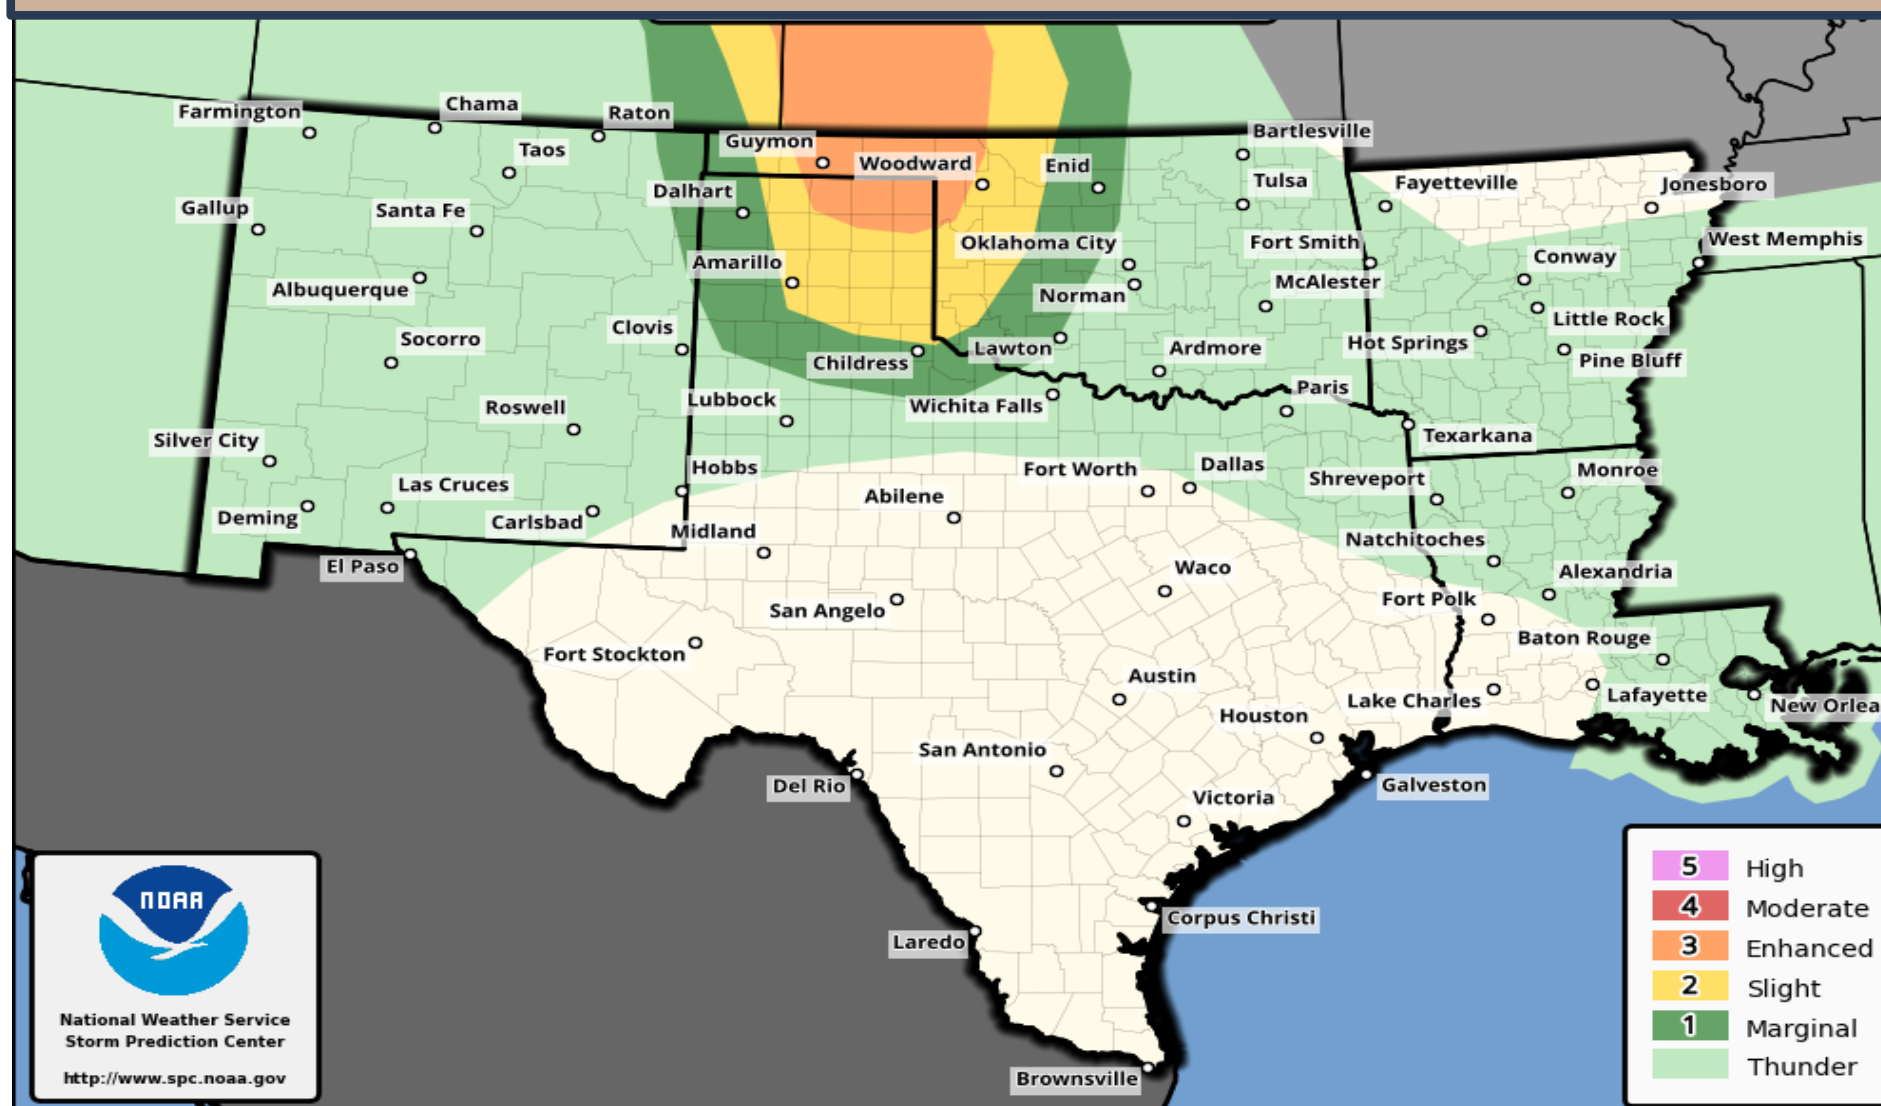 Farmington
Chama
Raton
Bartlesville
Guymon
Taos
Woodward
Enid
Dalhart
Tulsa
Fayetteville
Jonesboro
Gallup
Santa Fe
Oklahoma City
Fort Smith
West Memphis
Amarillo
Conway
Albuquerque
Norman
McAlester
Clovis
Little Rock
Socorro
Childress
Lawton
Ardmore
Hot Springs
Pine Bluff
Paris
Lubbock
Roswell
Wichita Falls
Silver City
Texarkana
Hobbs
Fort Worth
Dallas
Shreveport
Monroe
Las Cruces
Abilene
Deming
Carlsbad
Midland
Natchitoches
El Paso
Waco
Alexandria
San Angelo
Fort Polk
Fort Stockton
Baton Rouge
Austin
Lake Charles
Lafayette
New Orlea
Houston
San Antonio
Del Rio
Galveston
Victoria
Corpus Christi
Laredo
Brownsville
NOAA
National Weather Service
Storm Prediction Center
http://www.spc.noaa.gov
5 High
4 Moderate
3 Enhanced
2 Slight
1 Marginal
Thunder